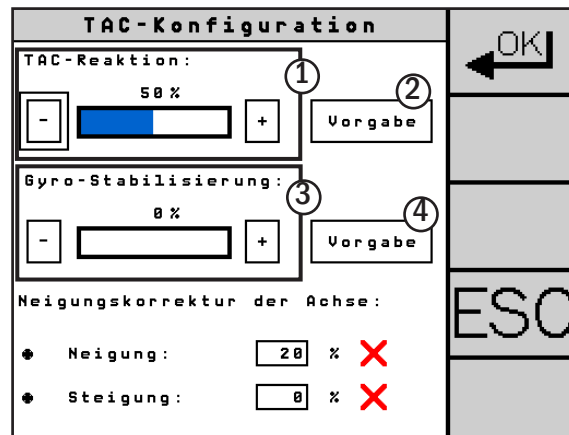 TAC-Konfiguration
OK
TAC-Reaktion:
1
50 %
2
-
+
Vorgabe
Gyro-Stabilisierung:
3
0 %
4
-
+
Vorgabe
Neigungskorrektur der Achse:
ESC
Neigung: 20 %
Steigung: 0 %